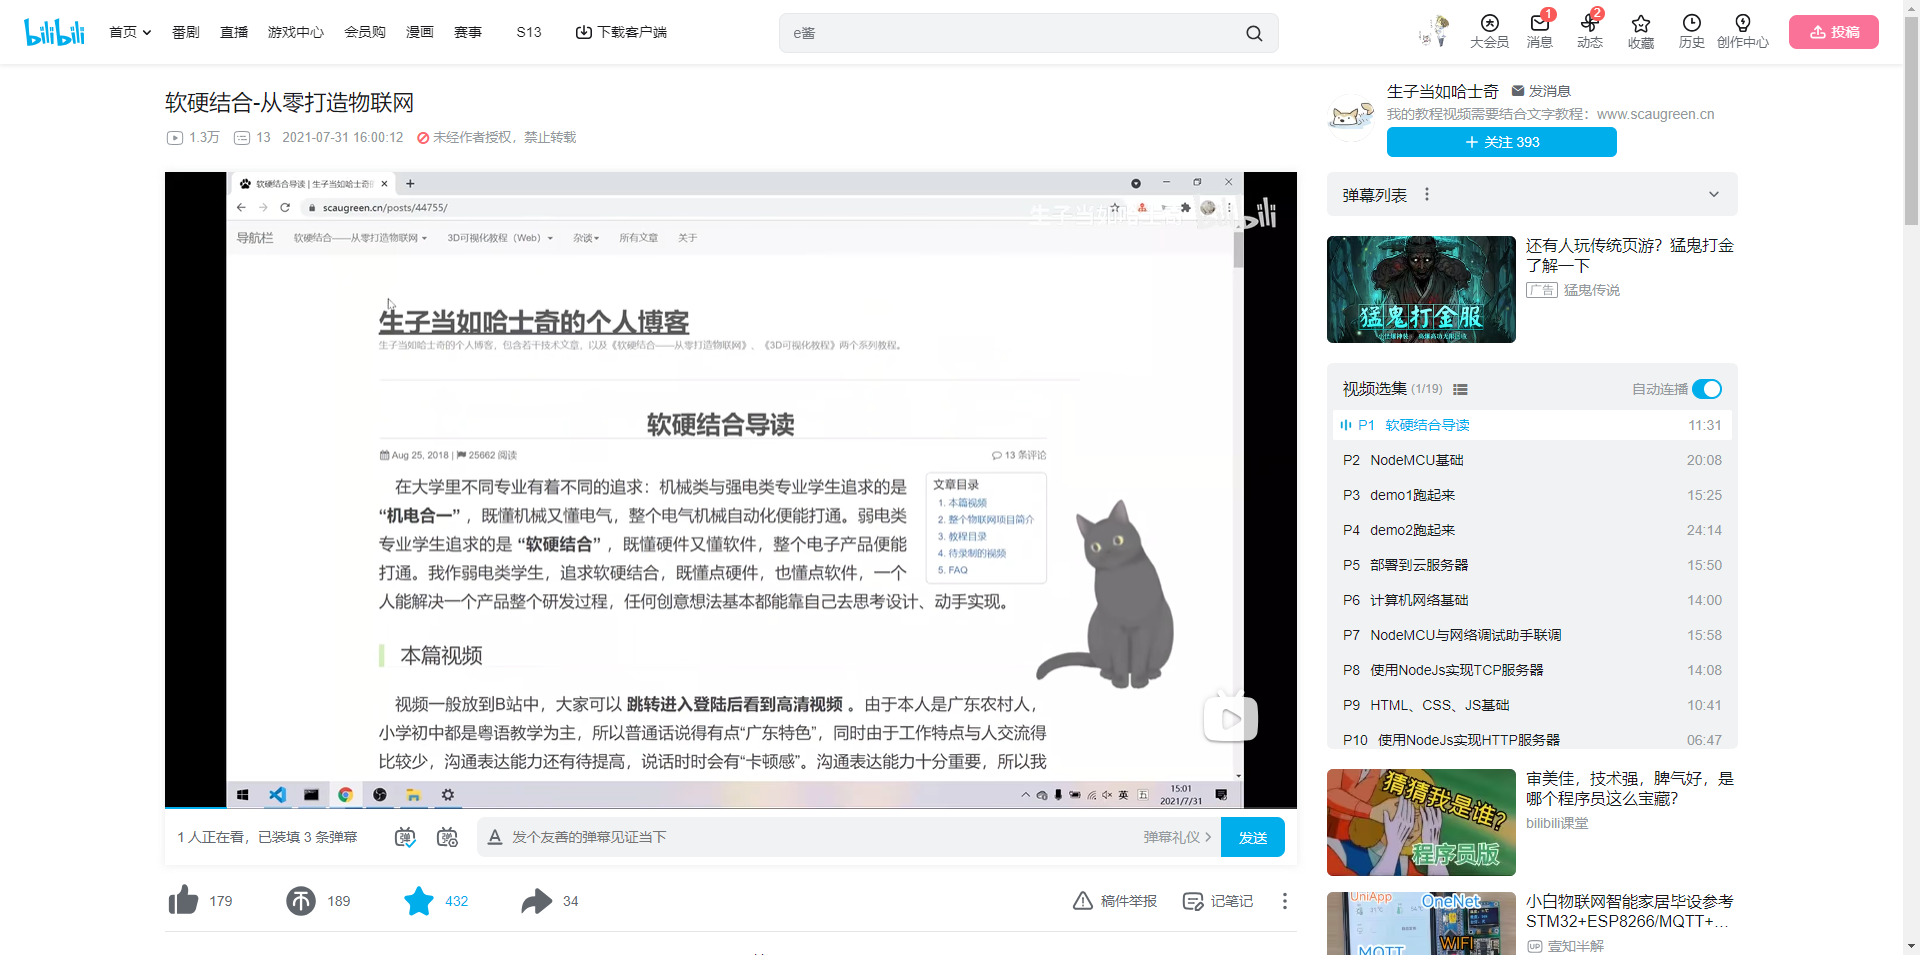 bilibili
首页
番剧
直播
游戏中心
会员购
漫画
赛事
S13
下载客户端
e酱
大会员
1
消息
2
动态
收藏
历史
创作中心
投稿
软硬结合-从零打造物联网
1.3万 13 2021-07-31 16:00:12 未经作者授权，禁止转载
软硬结合导读 | 生子当如哈士奇
scaugreen.cn/posts/44755/
生子当如哈士奇
bilibili
导航栏 软硬结合——从零打造物联网 3D可视化教程（Web） 杂谈 所有文章 关于
生子当如哈士奇的个人博客
生子当如哈士奇的个人博客，包含若干技术文章，以及《软硬结合——从零打造物联网》、《3D可视化教程》两个系列教程。
软硬结合导读
Aug 25, 2018 | 25662 阅读
13 条评论
在大学里不同专业有着不同的追求：机械类与强电类专业学生追求的是
“机电合一”，既懂机械又懂电气，整个电气机械自动化便能打通。弱电类
专业学生追求的是 “软硬结合”，既懂硬件又懂软件，整个电子产品便能
打通。我作弱电类学生，追求软硬结合，既懂点硬件，也懂点软件，一个
人能解决一个产品整个研发过程，任何创意想法基本都能靠自己去思考设计、动手实现。
文章目录
1. 本篇视频
2. 整个物联网项目简介
3. 教程目录
4. 待录制的视频
5. FAQ
本篇视频
视频一般放到B站中，大家可以 跳转进入登陆后看到高清视频 。由于本人是广东农村人，
小学初中都是粤语教学为主，所以普通话说得有点“广东特色”，同时由于工作特点与人交流得
比较少，沟通表达能力还有待提高，说话时时会有“卡顿感”。沟通表达能力十分重要，所以我
英
五
15:01
2021/7/31
1 人正在看，已装填 3 条弹幕
发个友善的弹幕见证当下
弹幕礼仪
发送
179
189
432
34
稿件举报
记笔记
生子当如哈士奇 发消息
我的教程视频需要结合文字教程：www.scaugreen.cn
关注 393
弹幕列表
猛鬼打金服
还有人玩传统页游？猛鬼打金
了解一下
广告 猛鬼传说
视频选集 (1/19) 自动连播
P1 软硬结合导读 11:31
P2 NodeMCU基础 20:08
P3 demo1跑起来 15:25
P4 demo2跑起来 24:14
P5 部署到云服务器 15:50
P6 计算机网络基础 14:00
P7 NodeMCU与网络调试助手联调 15:58
P8 使用NodeJs实现TCP服务器 14:08
P9 HTML、CSS、JS基础 10:41
P10 使用NodeJs实现HTTP服务器 06:47
猜猜我是谁?
程序员版
审美佳，技术强，脾气好，是
哪个程序员这么宝藏?
bilibili课堂
UniApp
OneNet
WIFI
MQTT
小白物联网智能家居毕设参考
STM32+ESP8266/MQTT+...
UP 壹知半解